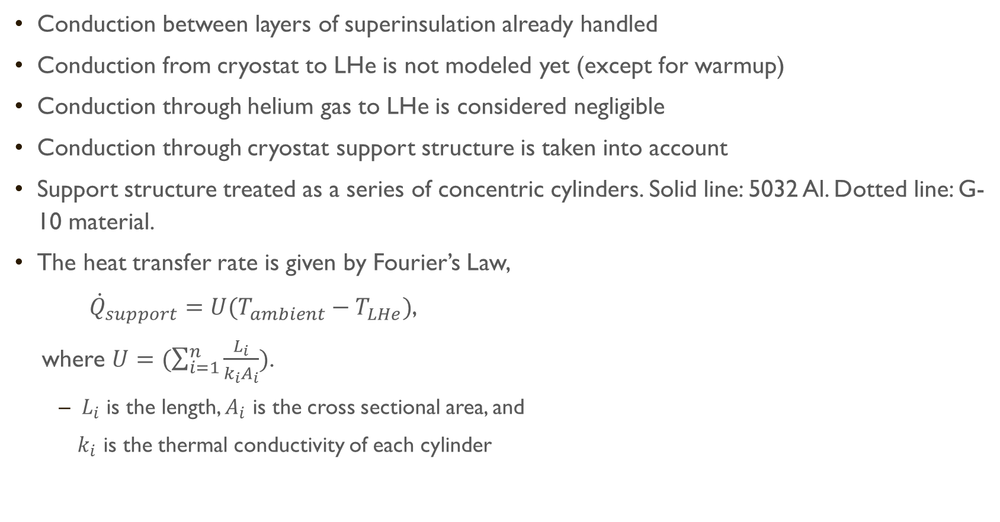 • Conduction between layers of superinsulation already handled
• Conduction from cryostat to LHe is not modeled yet (except for warmup)
• Conduction through helium gas to LHe is considered negligible
• Conduction through cryostat support structure is taken into account
• Support structure treated as a series of concentric cylinders. Solid line: 5032 Al. Dotted line: G-
10 material.
• The heat transfer rate is given by Fourier’s Law,
$\dot{Q}_{support} = U(T_{ambient} - T_{LHe}),$
where $U = (\sum_{i=1}^{n} \frac{L_i}{k_i A_i}).$
– $L_i$ is the length, $A_i$ is the cross sectional area, and
$k_i$ is the thermal conductivity of each cylinder